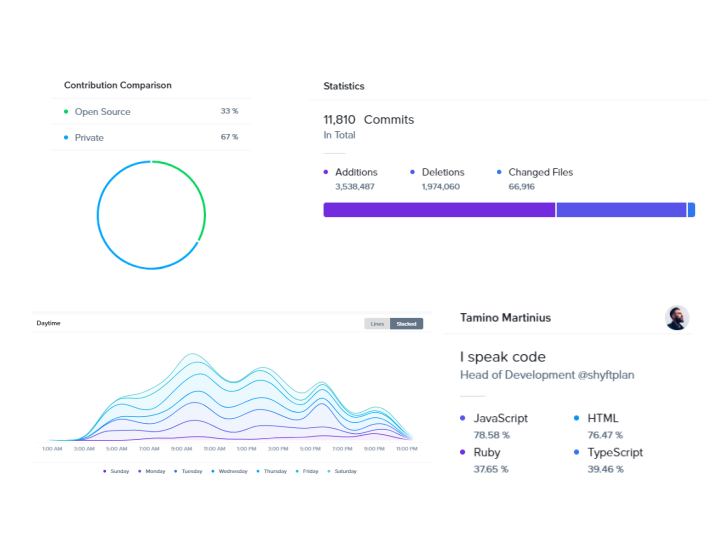 Contribution Comparison
Open Source 33 %
Private 67 %
Statistics
11,810 Commits
In Total
Additions Deletions Changed Files
3,538,487 1,974,060 66,916
Daytime Lines Stacked
1:00 AM 3:00 AM 5:00 AM 7:00 AM 9:00 AM 11:00 AM 1:00 PM 3:00 PM 5:00 PM 7:00 PM 9:00 PM 11:00 PM
Sunday Monday Tuesday Wednesday Thursday Friday Saturday
Tamino Martinius
I speak code
Head of Development @shyftplan
JavaScript HTML
78.58 % 76.47 %
Ruby TypeScript
37.65 % 39.46 %